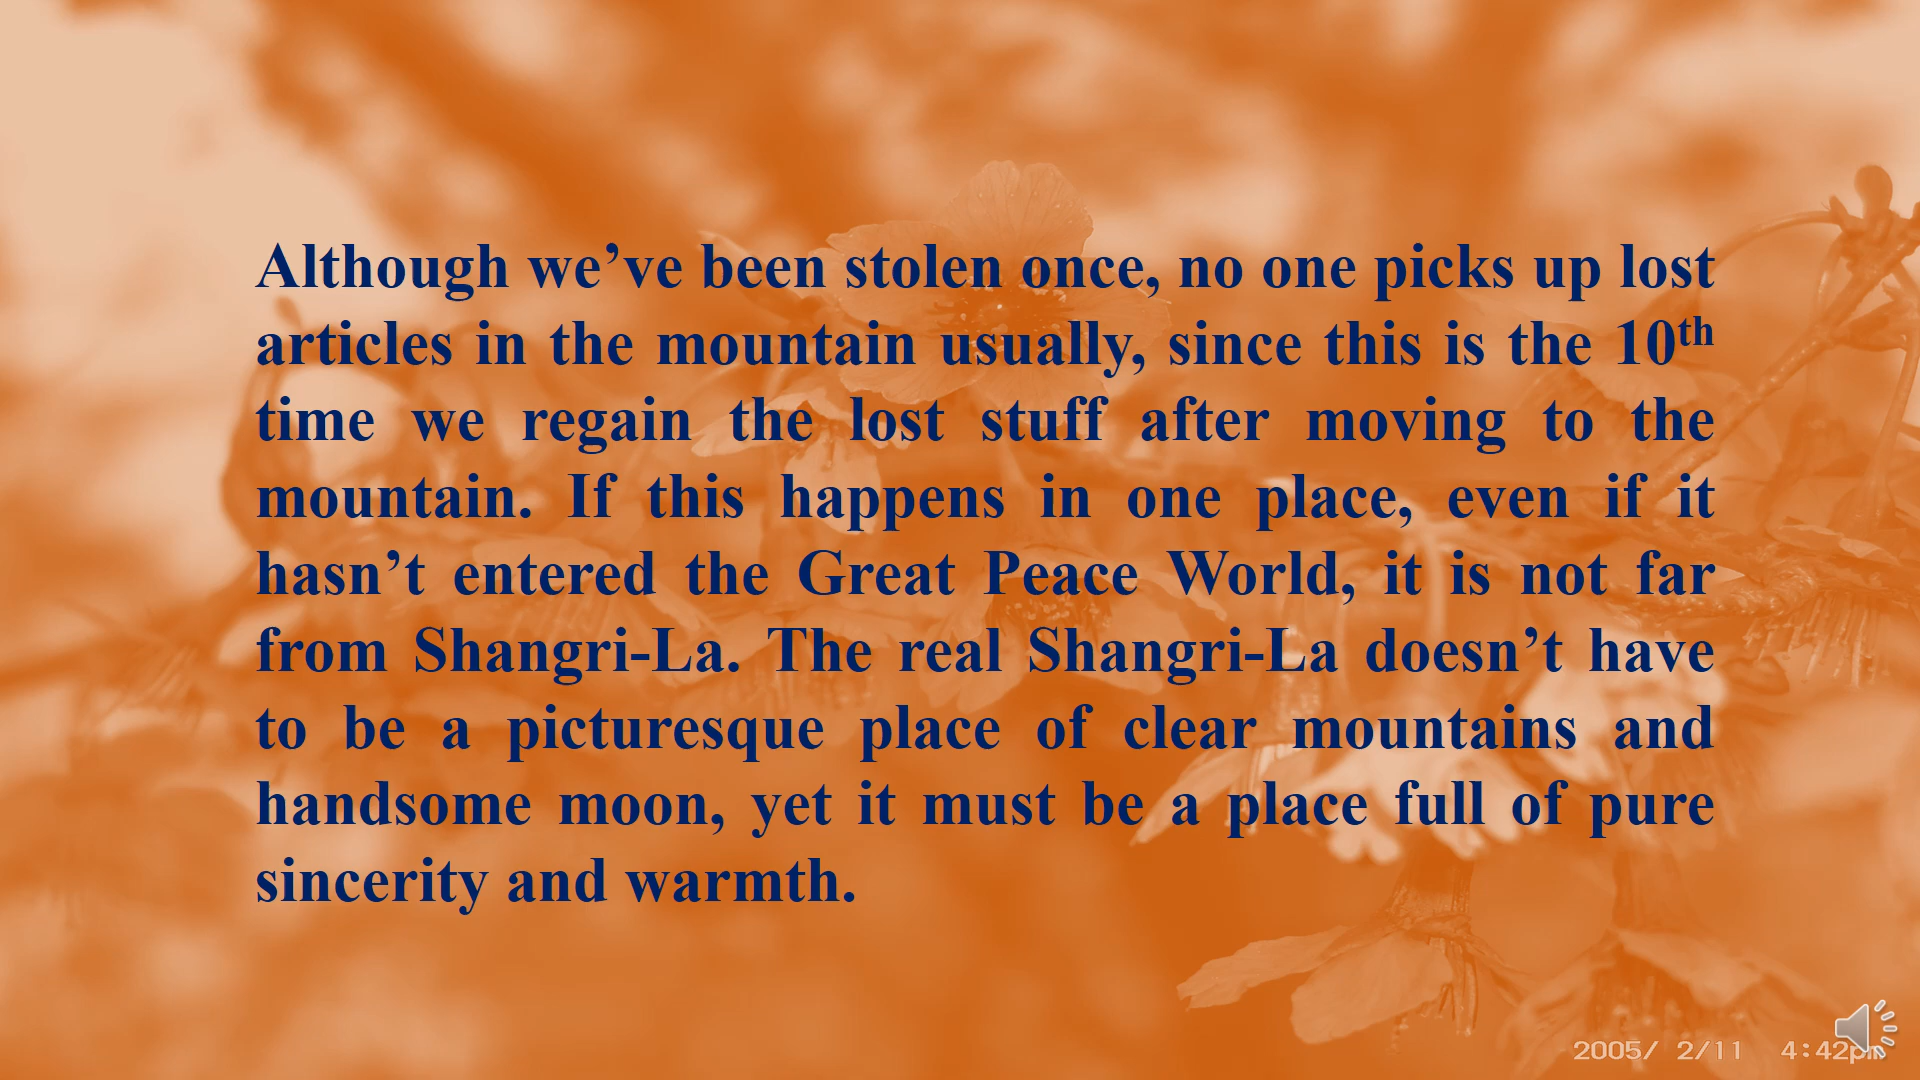 Although we’ve been stolen once, no one picks up lost
articles in the mountain usually, since this is the 10th
time we regain the lost stuff after moving to the
mountain. If this happens in one place, even if it
hasn’t entered the Great Peace World, it is not far
from Shangri-La. The real Shangri-La doesn’t have
to be a picturesque place of clear mountains and
handsome moon, yet it must be a place full of pure
sincerity and warmth.
2005/ 2/11 4:42pm